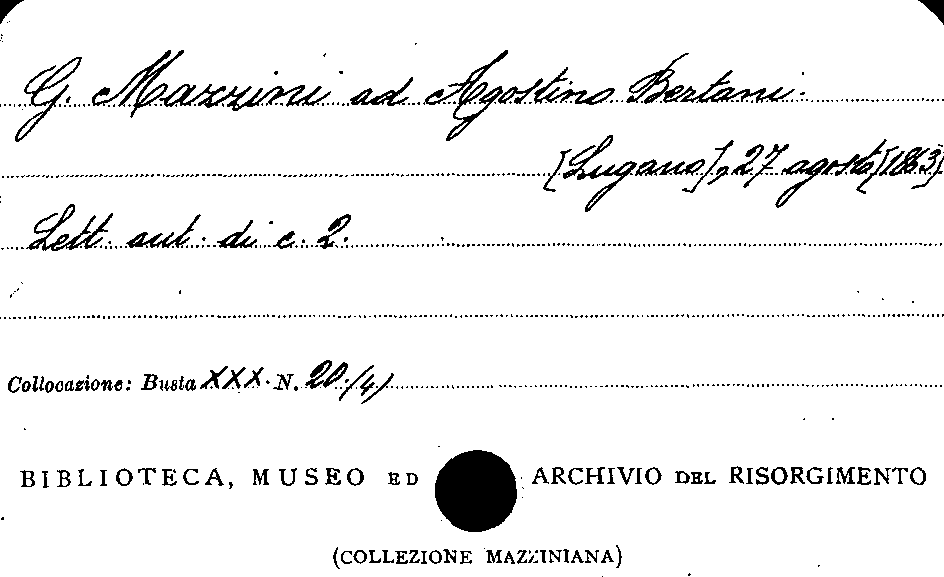 G. Mazzini ad Agostino Bertani.
[Lugano], 27 agosto [1863].
Lett. aut. di c. 2.
Collocazione: Busta XXX. N. 20./4)
BIBLIOTECA, MUSEO ED ARCHIVIO DEL RISORGIMENTO
(COLLEZIONE MAZZINIANA)